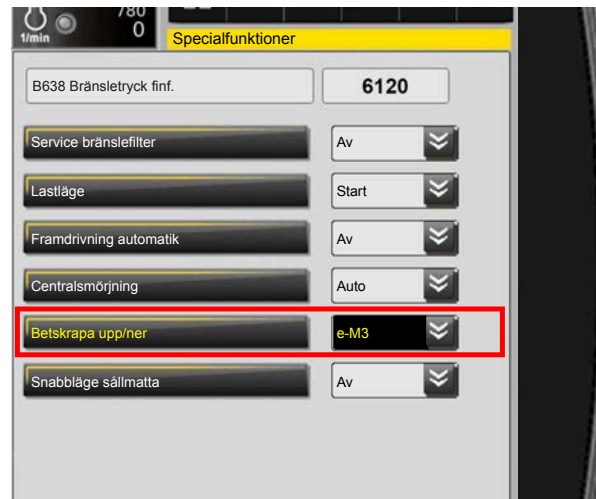 780
1/min 0
Specialfunktioner
B638 Bränsletryck finf. 6120
Service bränslefilter Av
Lastläge Start
Framdrivning automatik Av
Centralsmörjning Auto
Betskrapa upp/ner e-M3
Snabbläge sållmatta Av